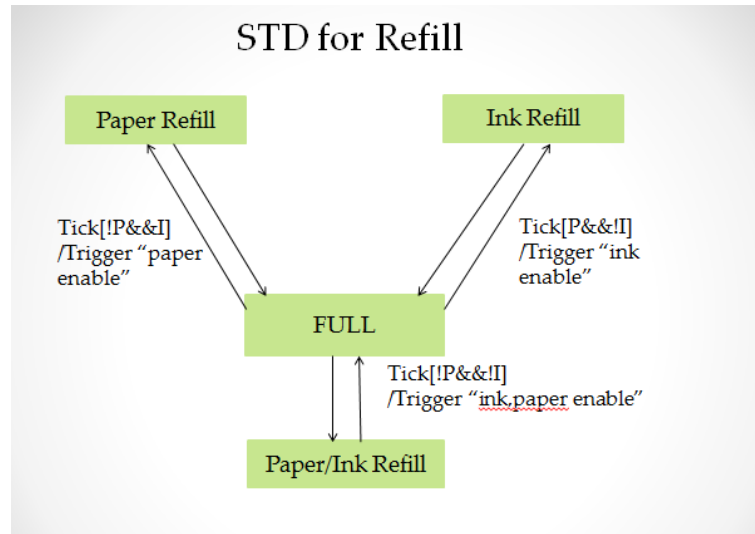 STD for Refill
Paper Refill
Ink Refill
Tick[!P&&I]
/Trigger “paper
enable”
Tick[P&&!I]
/Trigger “ink
enable”
FULL
Tick[!P&&!I]
/Trigger “ink,paper enable”
Paper/Ink Refill